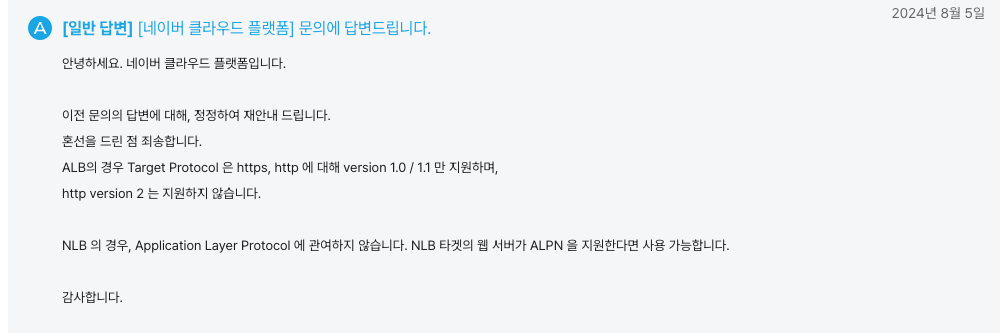 2024년 8월 5일
A [일반 답변] [네이버 클라우드 플랫폼] 문의에 답변드립니다.
안녕하세요. 네이버 클라우드 플랫폼입니다.
이전 문의의 답변에 대해, 정정하여 재안내 드립니다.
혼선을 드린 점 죄송합니다.
ALB의 경우 Target Protocol 은 https, http 에 대해 version 1.0 / 1.1 만 지원하며,
http version 2 는 지원하지 않습니다.
NLB 의 경우, Application Layer Protocol 에 관여하지 않습니다. NLB 타겟의 웹 서버가 ALPN 을 지원한다면 사용 가능합니다.
감사합니다.